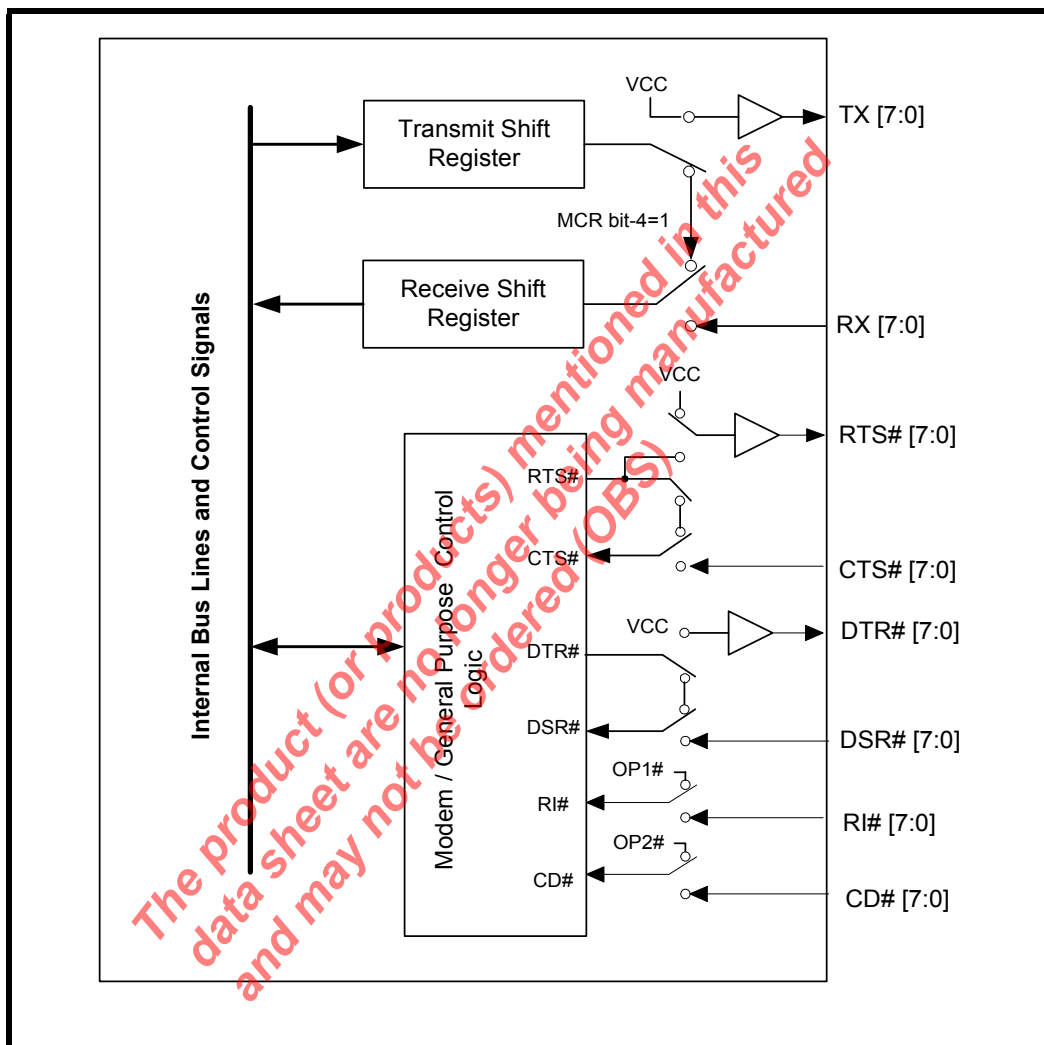 VCC
TX [7:0]
Transmit Shift
Register
MCR bit-4=1
Receive Shift
Register
RX [7:0]
Internal Bus Lines and Control Signals
VCC
RTS# [7:0]
RTS#
CTS#
CTS# [7:0]
VCC
DTR# [7:0]
DTR#
Modem / General Purpose Control
Logic
DSR#
DSR# [7:0]
OP1#
RI#
RI# [7:0]
OP2#
CD#
CD# [7:0]
The product (or products) mentioned in this
data sheet are no longer being manufactured
and may not be ordered (OBS)